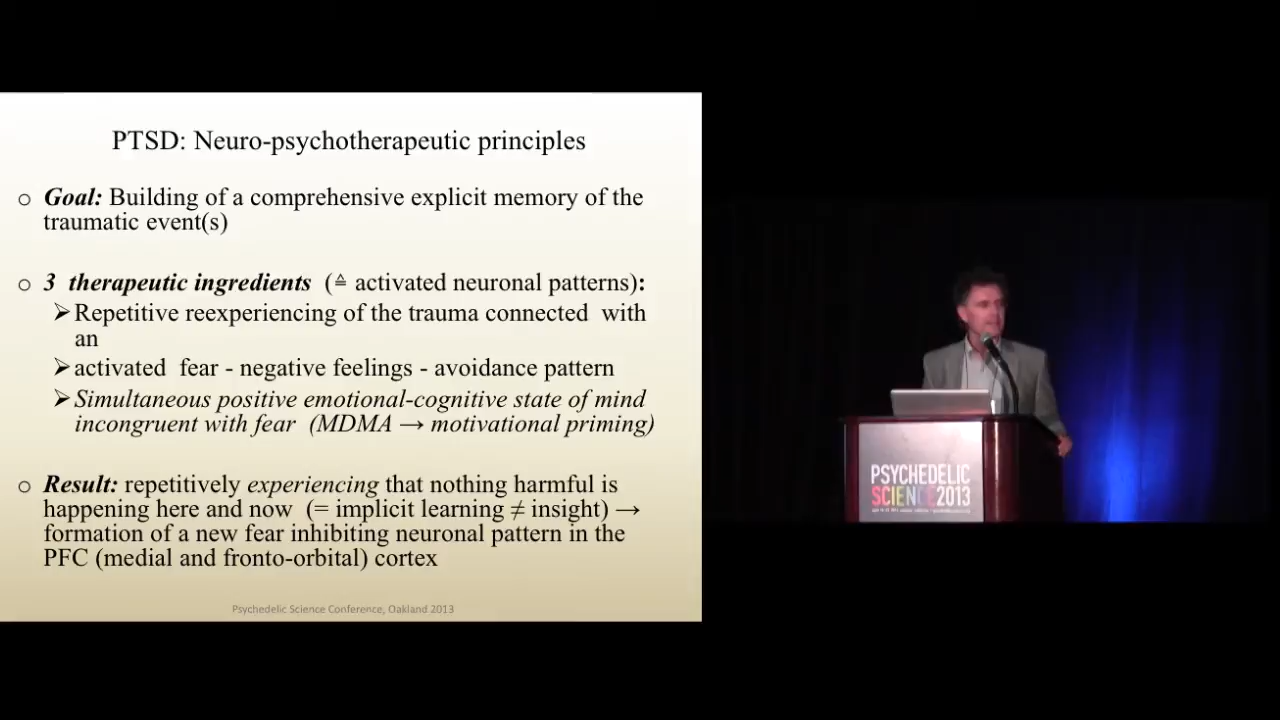 PTSD: Neuro-psychotherapeutic principles
o Goal: Building of a comprehensive explicit memory of the
traumatic event(s)
o 3 therapeutic ingredients (≙ activated neuronal patterns):
➢Repetitive reexperiencing of the trauma connected with
an
➢activated fear - negative feelings - avoidance pattern
➢Simultaneous positive emotional-cognitive state of mind
incongruent with fear (MDMA → motivational priming)
o Result: repetitively experiencing that nothing harmful is
happening here and now (= implicit learning ≠ insight) →
formation of a new fear inhibiting neuronal pattern in the
PFC (medial and fronto-orbital) cortex
Psychedelic Science Conference, Oakland 2013
PSYCHEDELIC
SCIENCE2013